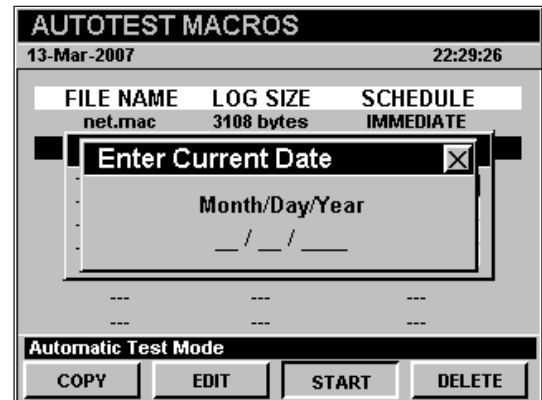 AUTOTEST MACROS
13-Mar-2007 22:29:26
FILE NAME LOG SIZE SCHEDULE
net.mac 3108 bytes IMMEDIATE
Enter Current Date
Month/Day/Year
__ / __ / ____
--- --- ---
--- --- ---
Automatic Test Mode
COPY EDIT START DELETE